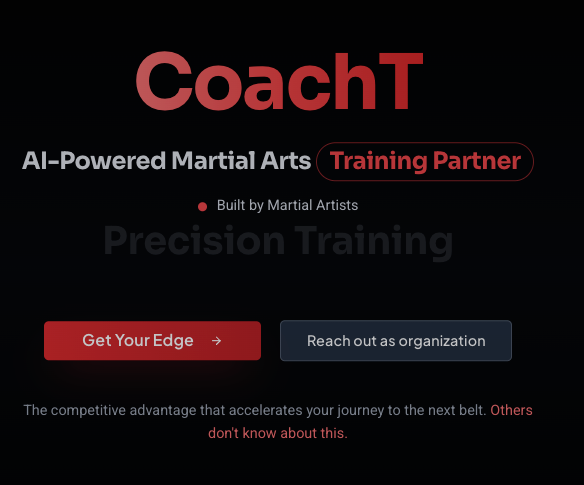 CoachT
AI-Powered Martial Arts Training Partner
Built by Martial Artists
Precision Training
Get Your Edge →
Reach out as organization
The competitive advantage that accelerates your journey to the next belt. Others
don't know about this.